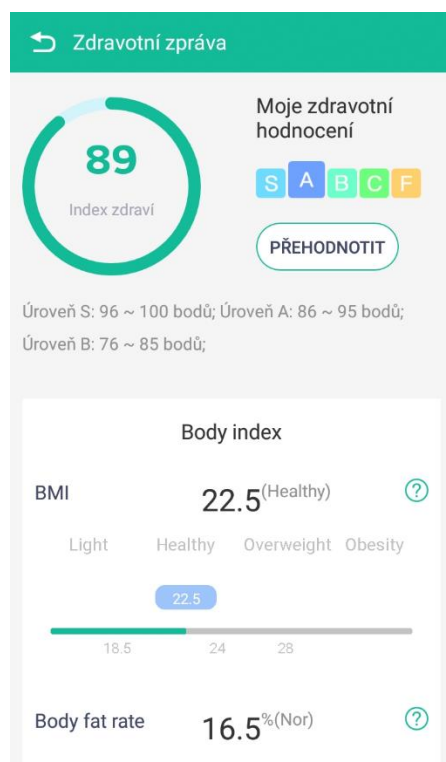 Zdravotní zpráva
89
Index zdraví
Moje zdravotní
hodnocení
S A B C F
PŘEHODNOTIT
Úroveň S: 96 ~ 100 bodů; Úroveň A: 86 ~ 95 bodů;
Úroveň B: 76 ~ 85 bodů;
Body index
BMI 22.5(Healthy) ?
Light Healthy Overweight Obesity
22.5
18.5 24 28
Body fat rate 16.5%(Nor) ?